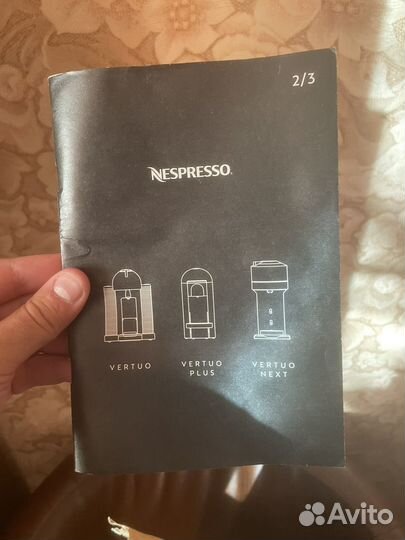 2/3
NESPRESSO
VERTUO
VERTUO
PLUS
VERTUO
NEXT
Avito